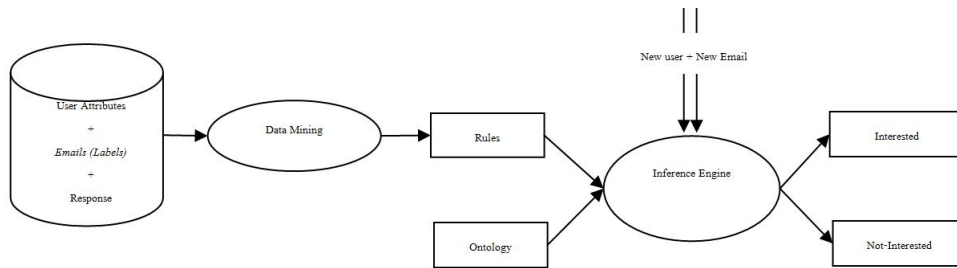 User Attributes
+
Emails (Labels)
+
Response
Data Mining
Rules
Ontology
New user + New Email
Inference Engine
Interested
Not-Interested